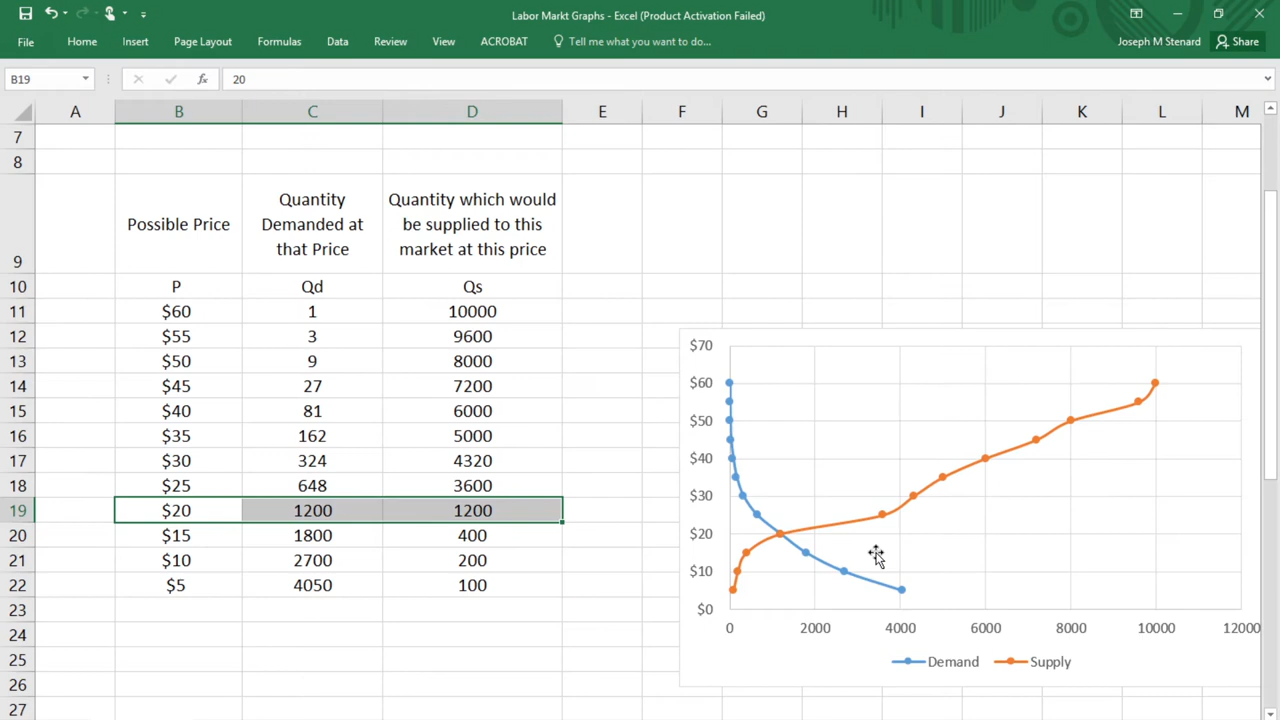 Labor Markt Graphs - Excel (Product Activation Failed)
File Home Insert Page Layout Formulas Data Review View ACROBAT Tell me what you want to do... Joseph M Stenard Share
B19 fx 20
A B C D E F G H I J K L M
7
8
9 Possible Price
Quantity
Demanded at
that Price
Quantity which would
be supplied to this
market at this price
10 P Qd Qs
11 $60 1 10000
12 $55 3 9600
13 $50 9 8000
14 $45 27 7200
15 $40 81 6000
16 $35 162 5000
17 $30 324 4320
18 $25 648 3600
19 $20 1200 1200
20 $15 1800 400
21 $10 2700 200
22 $5 4050 100
23
24
25
26
27
$70
$60
$50
$40
$30
$20
$10
$0
0 2000 4000 6000 8000 10000 12000
Demand Supply